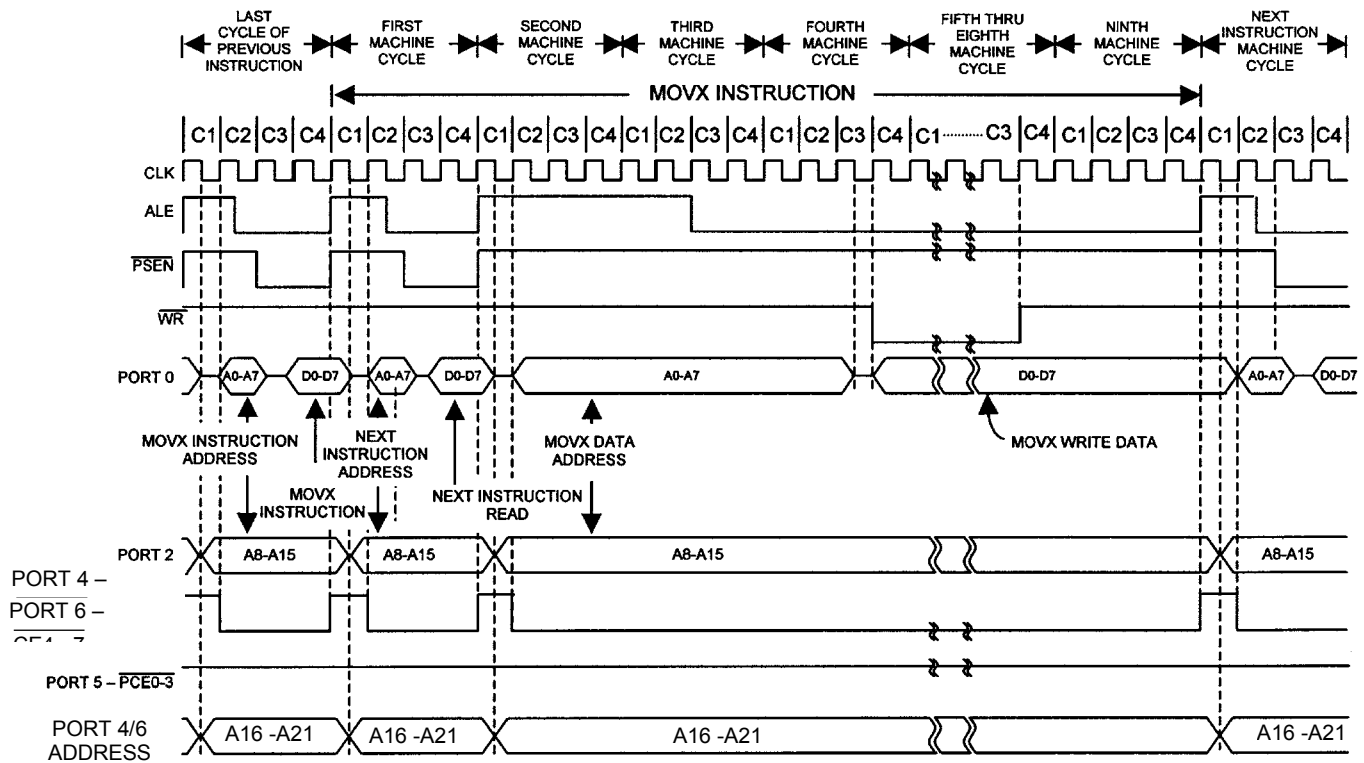 LAST
CYCLE OF
PREVIOUS
INSTRUCTION
FIRST
MACHINE
CYCLE
SECOND
MACHINE
CYCLE
THIRD
MACHINE
CYCLE
FOURTH
MACHINE
CYCLE
FIFTH THRU
EIGHTH
MACHINE
CYCLE
NINTH
MACHINE
CYCLE
NEXT
INSTRUCTION
MACHINE
CYCLE
MOVX INSTRUCTION
C1 C2 C3 C4 C1 C2 C3 C4 C1 C2 C3 C4 C1 C2 C3 C4 C1 C2 C3 C4 C1 ......... C3 C4 C1 C2 C3 C4 C1 C2 C3 C4
CLK
ALE
PSEN
WR
PORT 0 A0-A7 D0-D7 A0-A7 D0-D7 A0-A7 D0-D7 A0-A7 D0-D7
MOVX INSTRUCTION
ADDRESS
NEXT
INSTRUCTION
ADDRESS
MOVX DATA
ADDRESS
MOVX WRITE DATA
MOVX
INSTRUCTION
NEXT INSTRUCTION
READ
PORT 2 A8-A15 A8-A15 A8-A15 A8-A15
PORT 4 –
PORT 6 –
PORT 5 – PCE0-3
PORT 4/6
ADDRESS
A16 -A21 A16 -A21 A16 -A21 A16 -A21